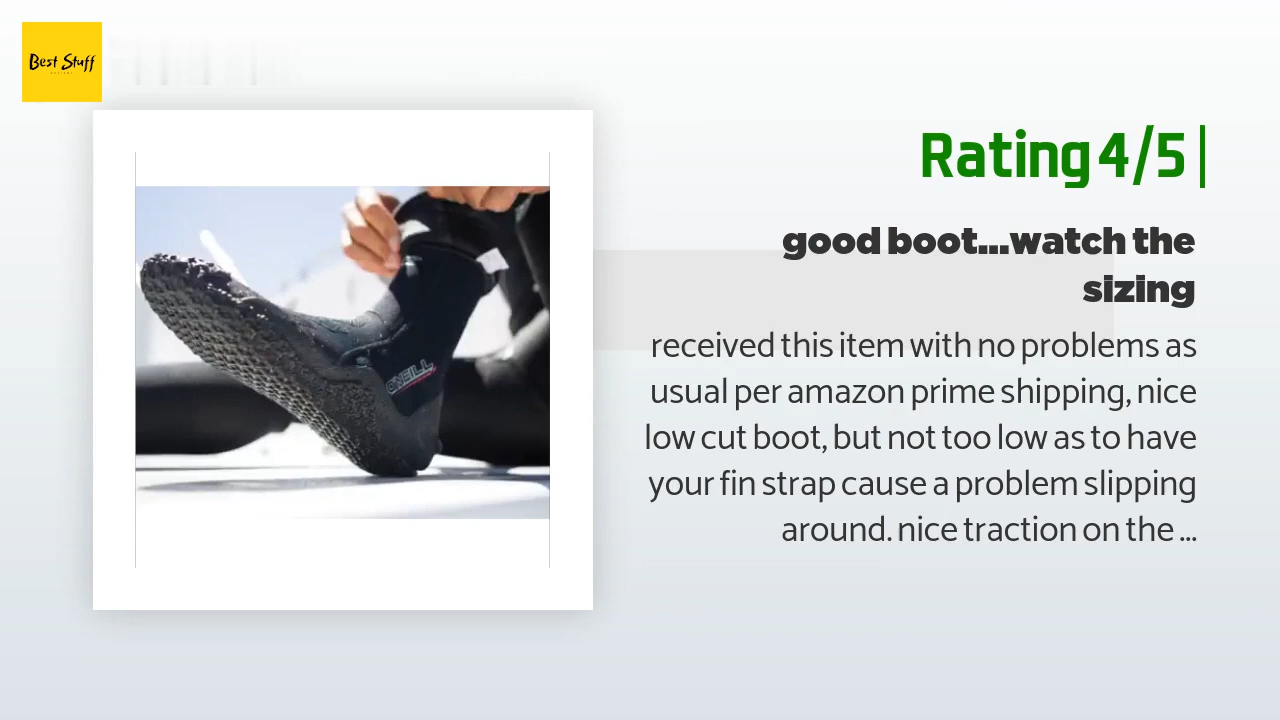 Best Stuff
Rating 4/5
good boot...watch the
sizing
received this item with no problems as
usual per amazon prime shipping, nice
low cut boot, but not too low as to have
your fin strap cause a problem slipping
around. nice traction on the ...
O'NEILL